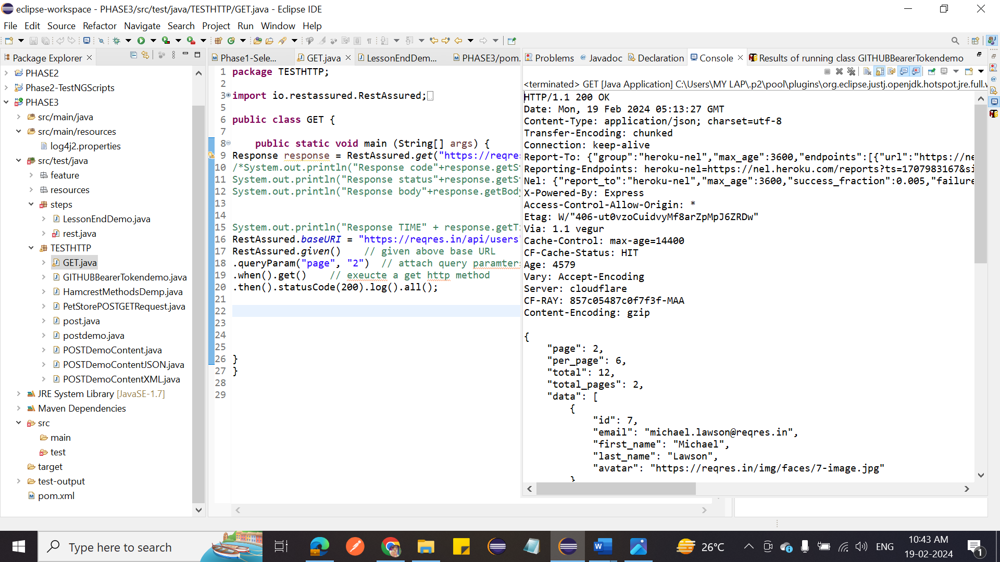 eclipse-workspace - PHASE3/src/test/java/TESTHTTP/GET.java - Eclipse IDE
File Edit Source Refactor Navigate Search Project Run Window Help
Package Explorer
PHASE2
Phase2-TestNGScripts
PHASE3
src/main/java
src/main/resources
log4j2.properties
src/test/java
feature
resources
steps
LessonEndDemo.java
rest.java
TESTHTTP
GET.java
GITHUBBearerTokendemo.java
HamcrestMethodsDemp.java
PetStorePOSTGETRequest.java
post.java
postdemo.java
POSTDemoContent.java
POSTDemoContentJSON.java
POSTDemoContentXML.java
JRE System Library [JavaSE-1.7]
Maven Dependencies
src
main
test
target
test-output
pom.xml
Phase1-Sele... GET.java LessonEndDem... PHASE3/pom.
1 package TESTHTTP;
2
3 import io.restassured.RestAssured;
5
6 public class GET {
7
8 public static void main (String[] args) {
9 Response response = RestAssured.get("https://reqre
10 /*System.out.println("Response code"+response.getS
11 System.out.println("Response status"+response.getS
12 System.out.println("Response body"+response.getBod
13
14
15 System.out.println("Response TIME" + response.getT
16 RestAssured.baseURI = "https://reqres.in/api/users"
17 RestAssured.given() // given above base URL
18 .queryParam("page", "2") // attach query paramters
19 .when().get() // exeucte a get http method
20 .then().statusCode(200).log().all();
21
22
23
24
25
26 }
27 }
28
29
Problems Javadoc Declaration Console Results of running class GITHUBBearerTokendemo
<terminated> GET [Java Application] C:\Users\MY LAP\.p2\pool\plugins\org.eclipse.justj.openjdk.hotspot.jre.full.w
HTTP/1.1 200 OK
Date: Mon, 19 Feb 2024 05:13:27 GMT
Content-Type: application/json; charset=utf-8
Transfer-Encoding: chunked
Connection: keep-alive
Report-To: {"group":"heroku-nel","max_age":3600,"endpoints":[{"url":"https://ne
Reporting-Endpoints: heroku-nel=https://nel.heroku.com/reports?ts=1707983167&si
Nel: {"report_to":"heroku-nel","max_age":3600,"success_fraction":0.005,"failure
X-Powered-By: Express
Access-Control-Allow-Origin: *
Etag: W/"406-ut0vzoCuidvyMf8arZpMpJ6ZRDw"
Via: 1.1 vegur
Cache-Control: max-age=14400
CF-Cache-Status: HIT
Age: 4579
Vary: Accept-Encoding
Server: cloudflare
CF-RAY: 857c05487c0f7f3f-MAA
Content-Encoding: gzip
{
"page": 2,
"per_page": 6,
"total": 12,
"total_pages": 2,
"data": [
{
"id": 7,
"email": "michael.lawson@reqres.in",
"first_name": "Michael",
"last_name": "Lawson",
"avatar": "https://reqres.in/img/faces/7-image.jpg"
}
Type here to search
26°C
ENG
10:43 AM
19-02-2024
1